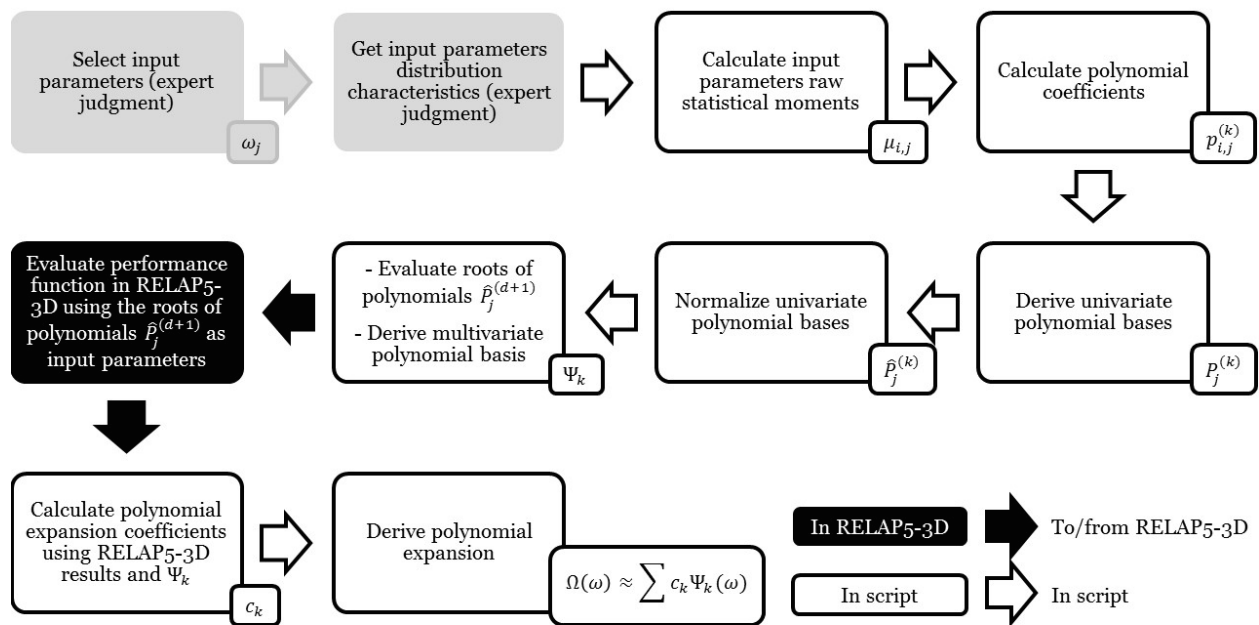 Select input
parameters (expert
judgment)
ω_j
Get input parameters
distribution
characteristics (expert
judgment)
Calculate input
parameters raw
statistical moments
μ_{i,j}
Calculate polynomial
coefficients
p_{i,j}^{(k)}
Evaluate performance
function in RELAP5-
3D using the roots of
polynomials P̂_j^{(d+1)} as
input parameters
- Evaluate roots of
polynomials P̂_j^{(d+1)}
- Derive multivariate
polynomial basis
Ψ_k
Normalize univariate
polynomial bases
P̂_j^{(k)}
Derive univariate
polynomial bases
P_j^{(k)}
Calculate polynomial
expansion coefficients
using RELAP5-3D
results and Ψ_k
c_k
Derive polynomial
expansion
Ω(ω) ≈ ∑ c_k Ψ_k(ω)
In RELAP5-3D
To/from RELAP5-3D
In script
In script